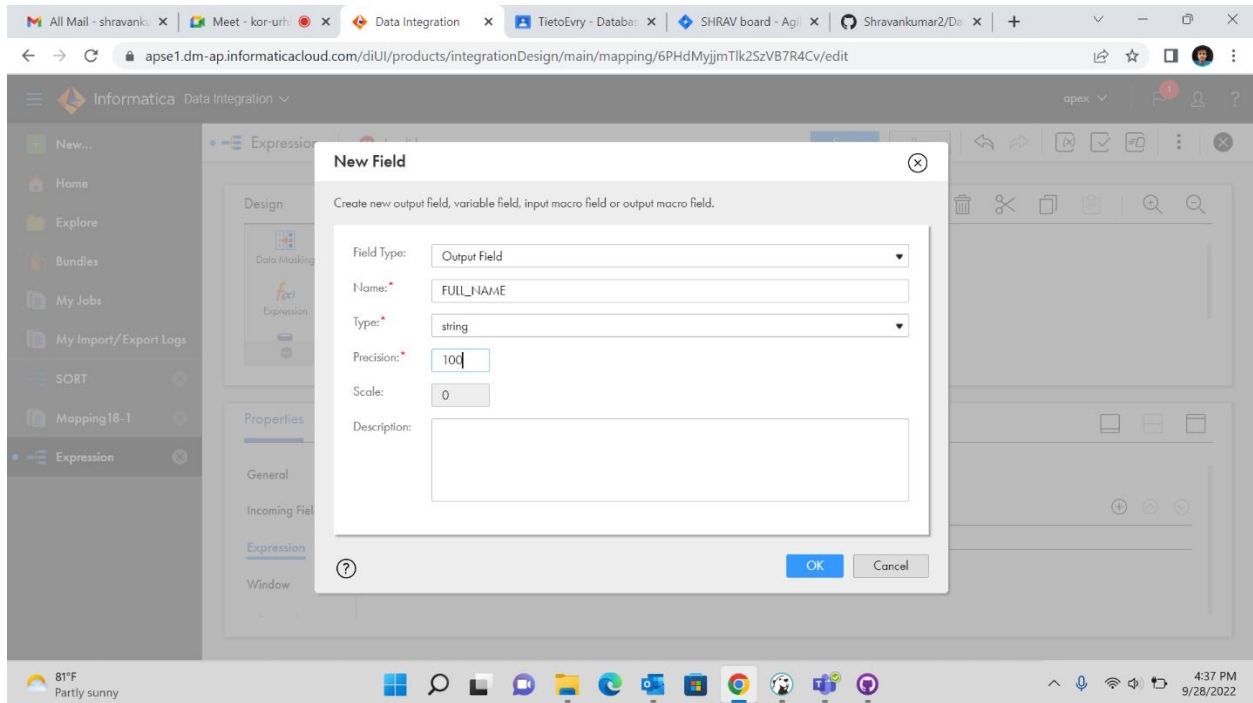 All Mail - shravank
Meet - kor-urh
Data Integration
TietoEvry - Databas
SHRAV board - Agil
Shravankumar2/Da
apse1.dm-ap.informaticacloud.com/diUI/products/integrationDesign/main/mapping/6PHdMyjjmTlk2SzVB7R4Cv/edit
Informatica Data Integration
apex
1
?
New...
Expression
Home
Explore
Bundles
My Jobs
My Import/Export Logs
SORT
Mapping18-1
Expression
Design
Data Masking
f(x)
Expression
Properties
General
Incoming Fiel
Expression
Window
New Field
Create new output field, variable field, input macro field or output macro field.
Field Type: Output Field
Name:* FULL_NAME
Type:* string
Precision:* 100
Scale: 0
Description:
?
OK Cancel
81°F
Partly sunny
4:37 PM
9/28/2022